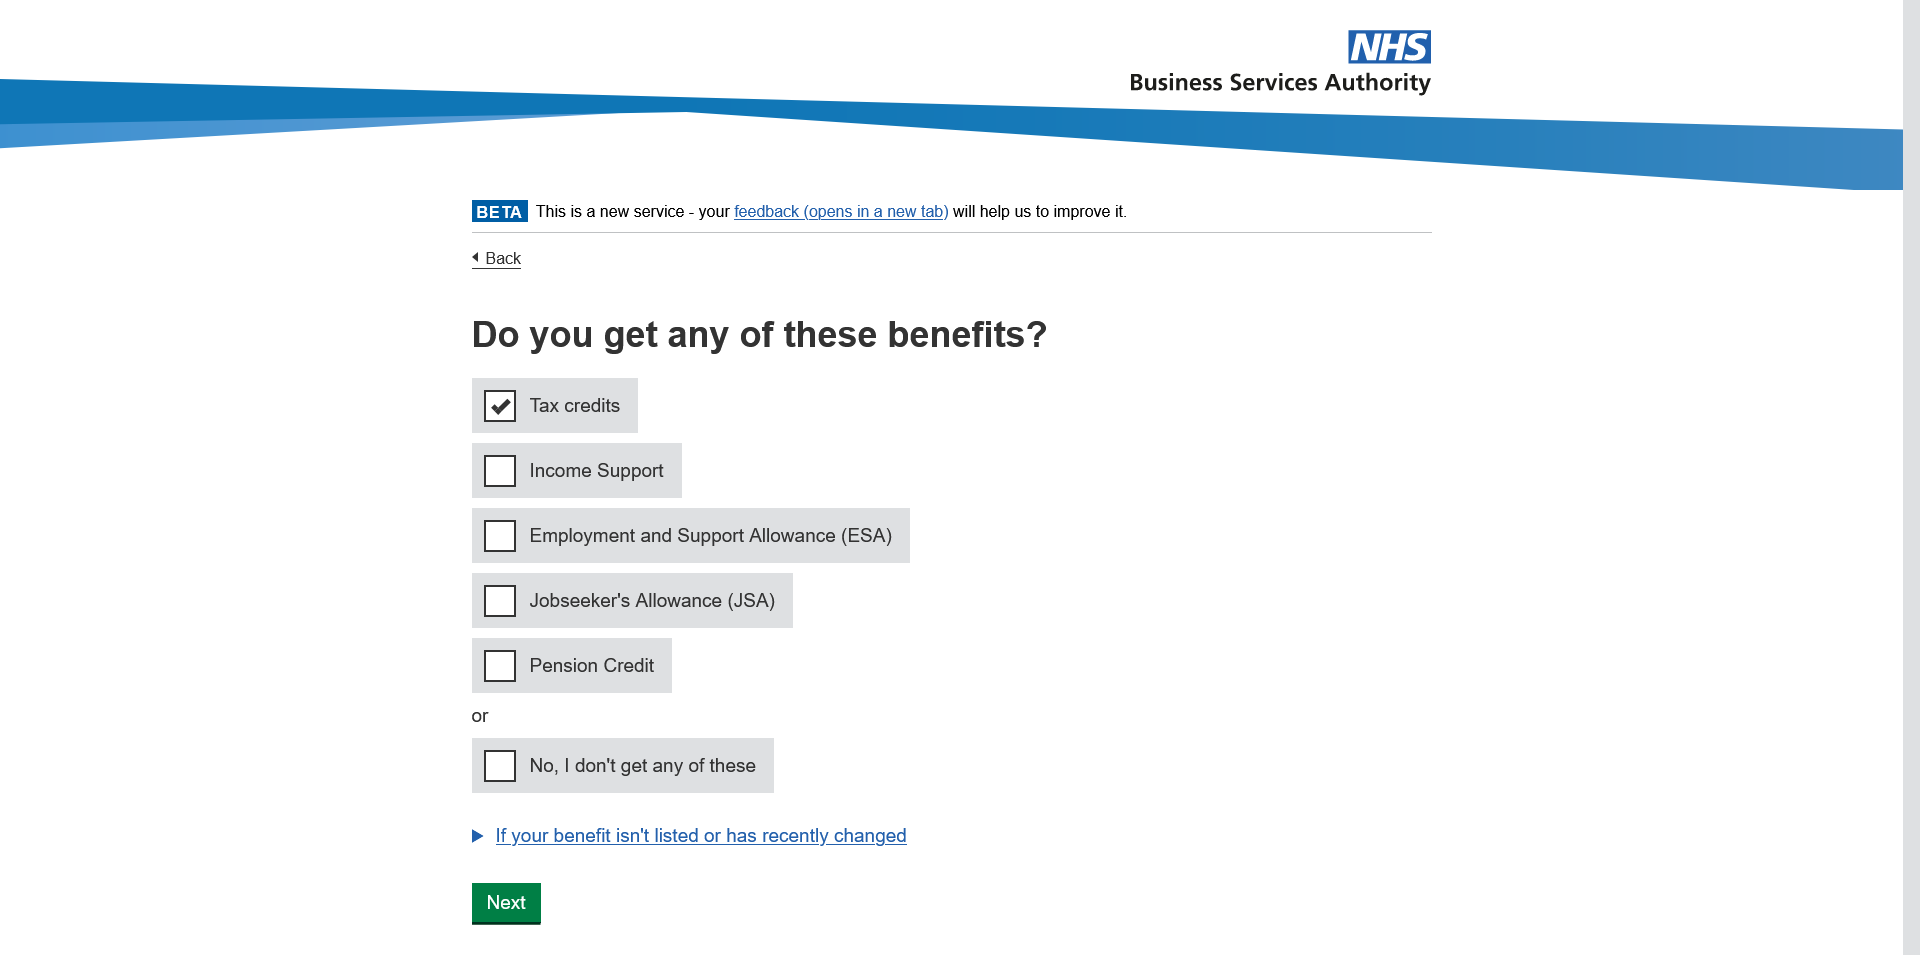 NHS
Business Services Authority
BETA This is a new service - your feedback (opens in a new tab) will help us to improve it.
Back
Do you get any of these benefits?
Tax credits
Income Support
Employment and Support Allowance (ESA)
Jobseeker's Allowance (JSA)
Pension Credit
or
No, I don't get any of these
If your benefit isn't listed or has recently changed
Next